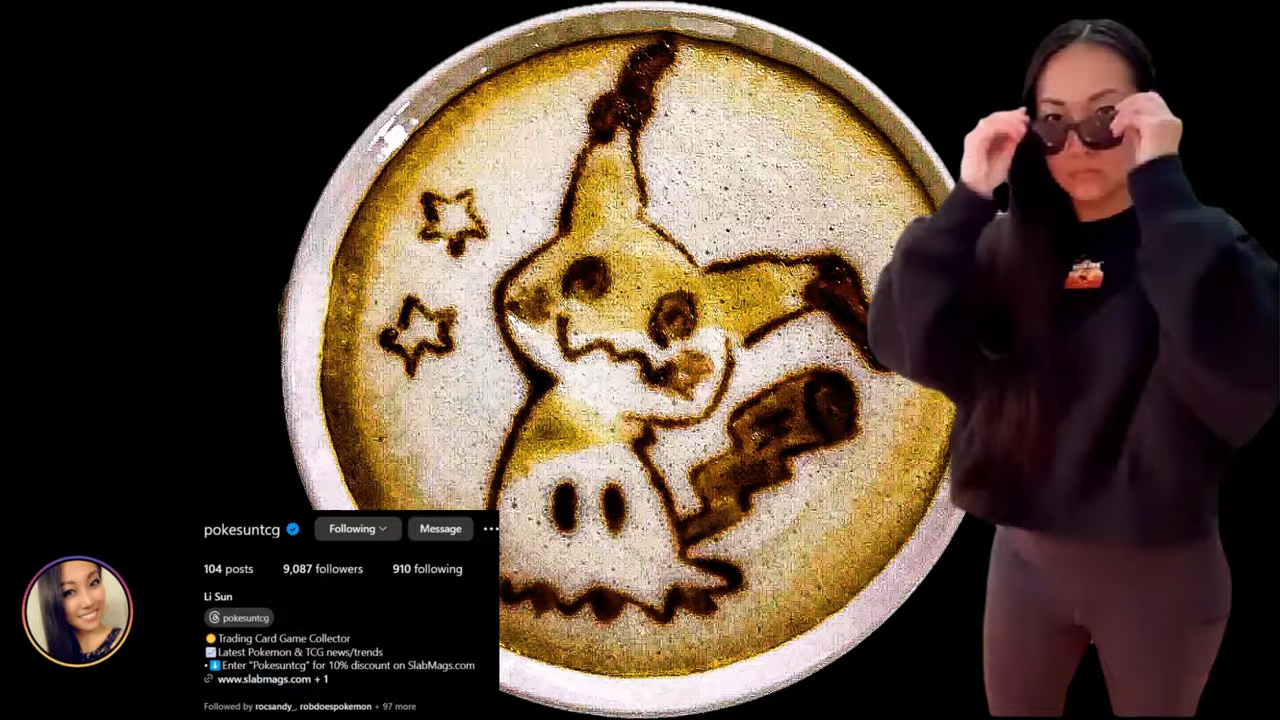 pokesuntcg Following Message
104 posts 9,087 followers 910 following
Li Sun
pokesuntcg
Trading Card Game Collector
Latest Pokemon & TCG news/trends
Enter "Pokesuntcg" for 10% discount on SlabMags.com
www.slabmags.com + 1
Followed by rocsandy_, robdoespokemon + 97 more